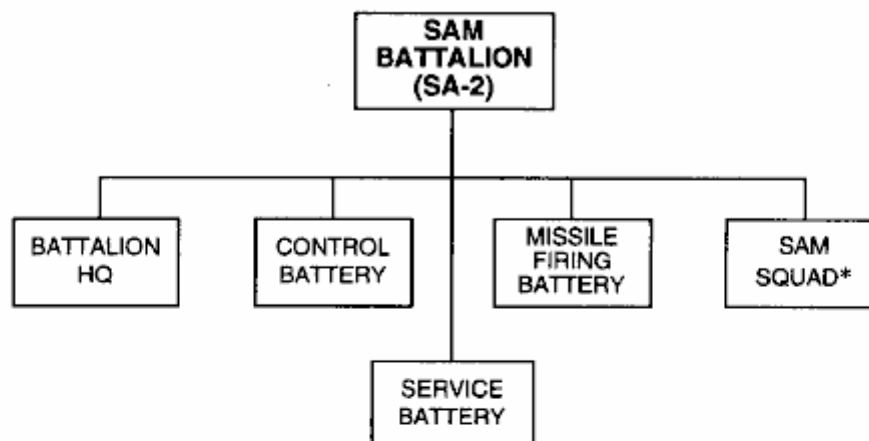 SAM
BATTALION
(SA-2)
BATTALION
HQ
CONTROL
BATTERY
MISSILE
FIRING
BATTERY
SAM
SQUAD*
SERVICE
BATTERY